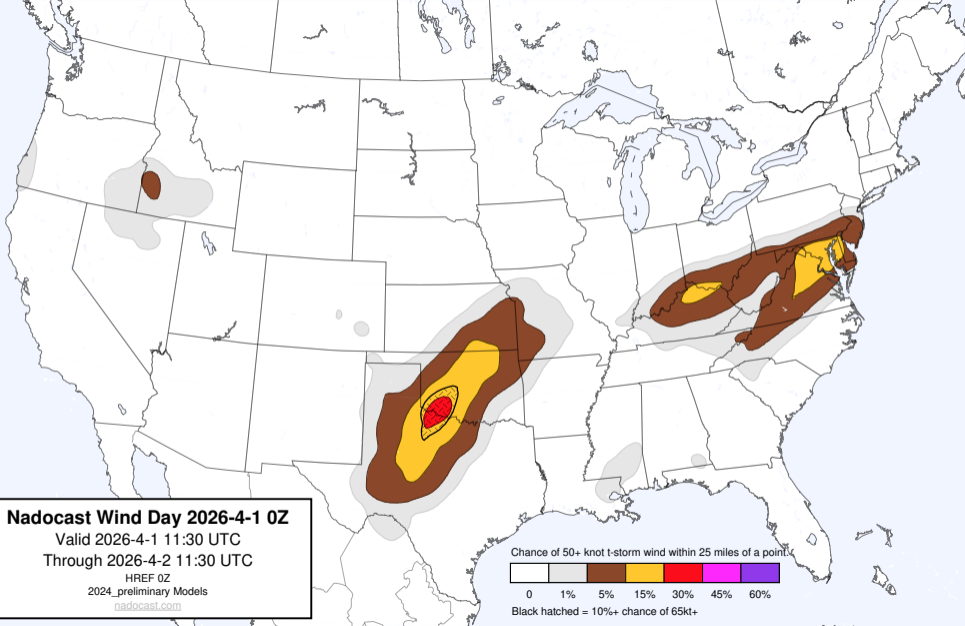 Nadocast Wind Day 2026-4-1 0Z
Valid 2026-4-1 11:30 UTC
Through 2026-4-2 11:30 UTC
HREF 0Z
2024_preliminary Models
nadocast.com
Chance of 50+ knot t-storm wind within 25 miles of a point.
0 1% 5% 15% 30% 45% 60%
Black hatched = 10%+ chance of 65kt+